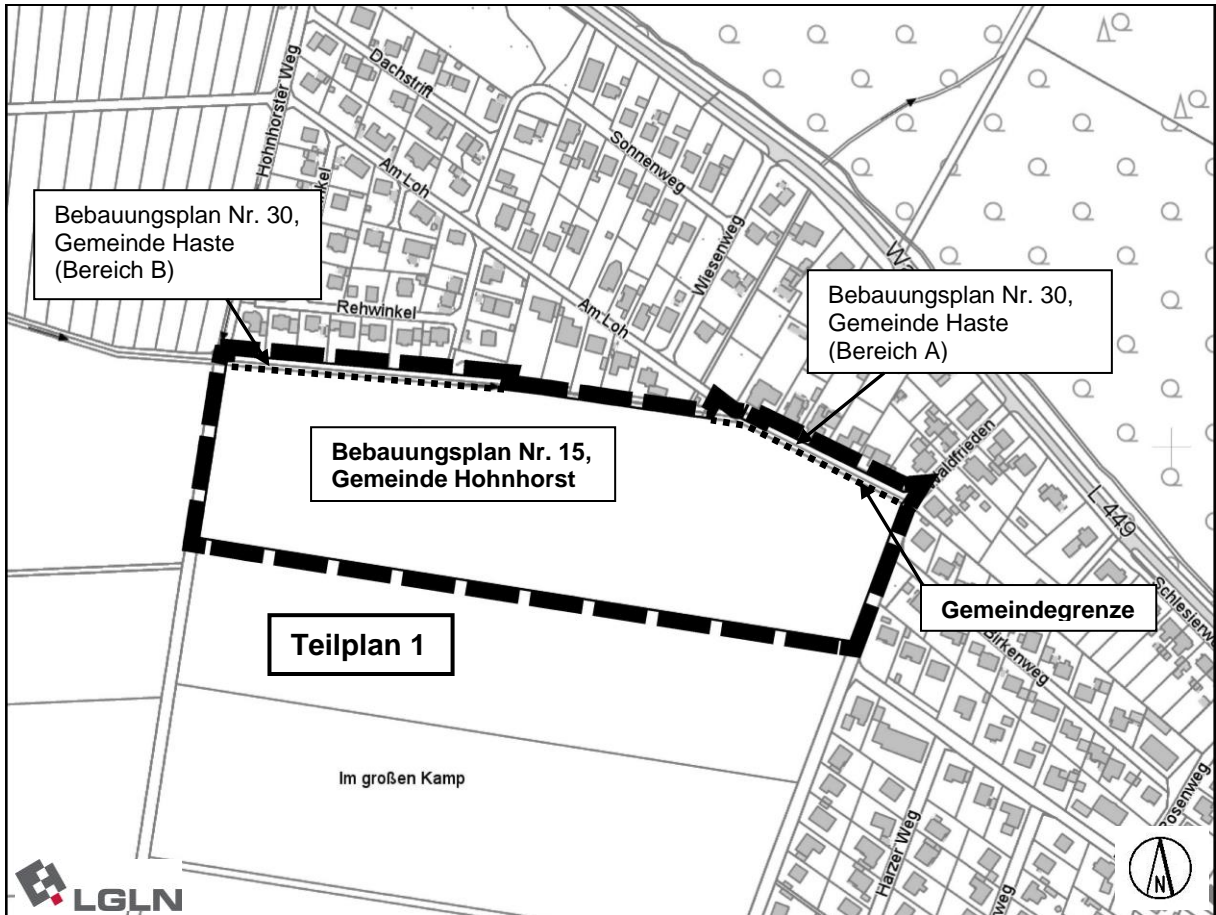 Dachstrift
Hohnhorster Weg
Sonnenweg
Am Loh
Wiesenweg
Bebauungsplan Nr. 30,
Gemeinde Haste
(Bereich B)
Rehwinkel
Am Loh
Bebauungsplan Nr. 30,
Gemeinde Haste
(Bereich A)
Bebauungsplan Nr. 15,
Gemeinde Hohnhorst
Waldfrieden
L 449
Gemeindegrenze
Schlesierweg
Birkenweg
Teilplan 1
Im großen Kamp
Harzer Weg
Rosenweg
LGLN
N